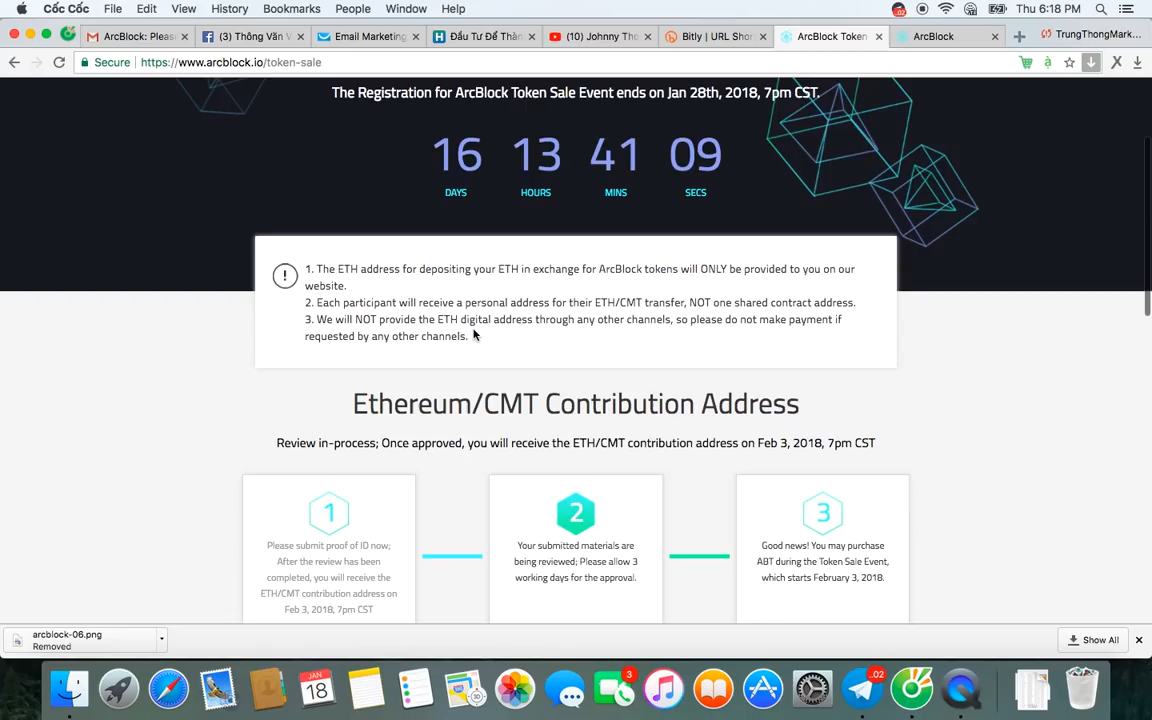 Cốc Cốc File Edit View History Bookmarks People Window Help Thu 6:18 PM
ArcBlock: Pleas (3) Thông Văn V Email Marketing Đầu Tư Để Thàn (10) Johnny Tho Bitly | URL Shor ArcBlock Token ArcBlock TrungThongMark...
Secure https://www.arcblock.io/token-sale
The Registration for ArcBlock Token Sale Event ends on Jan 28th, 2018, 7pm CST.
16 13 41 09
DAYS HOURS MINS SECS
1. The ETH address for depositing your ETH in exchange for ArcBlock tokens will ONLY be provided to you on our
website.
2. Each participant will receive a personal address for their ETH/CMT transfer, NOT one shared contract address.
3. We will NOT provide the ETH digital address through any other channels, so please do not make payment if
requested by any other channels.
Ethereum/CMT Contribution Address
Review in-process; Once approved, you will receive the ETH/CMT contribution address on Feb 3, 2018, 7pm CST
1
Please submit proof of ID now;
After the review has been
completed, you will receive the
ETH/CMT contribution address on
Feb 3, 2018, 7pm CST
2
Your submitted materials are
being reviewed; Please allow 3
working days for the approval.
3
Good news! You may purchase
ABT during the Token Sale Event,
which starts February 3, 2018.
arcblock-06.png
Removed
Show All
JAN
18
3